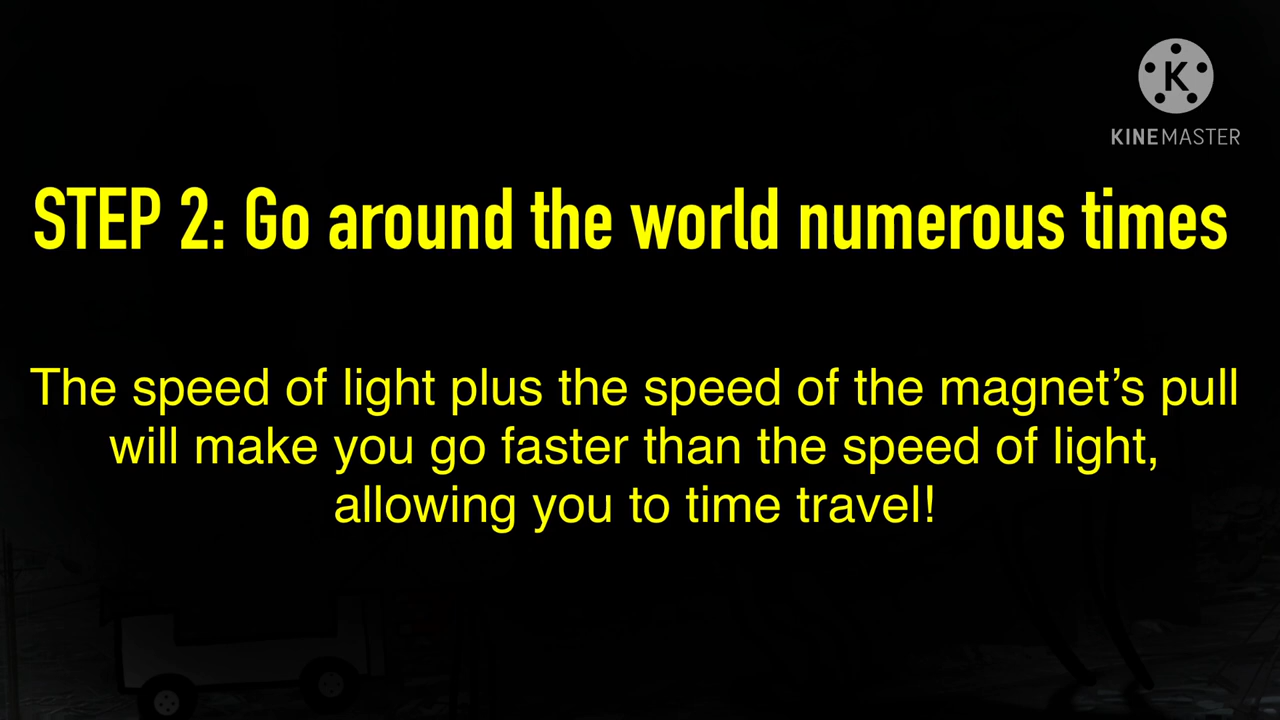 K
KINEMASTER
STEP 2: Go around the world numerous times
The speed of light plus the speed of the magnet’s pull
will make you go faster than the speed of light,
allowing you to time travel!